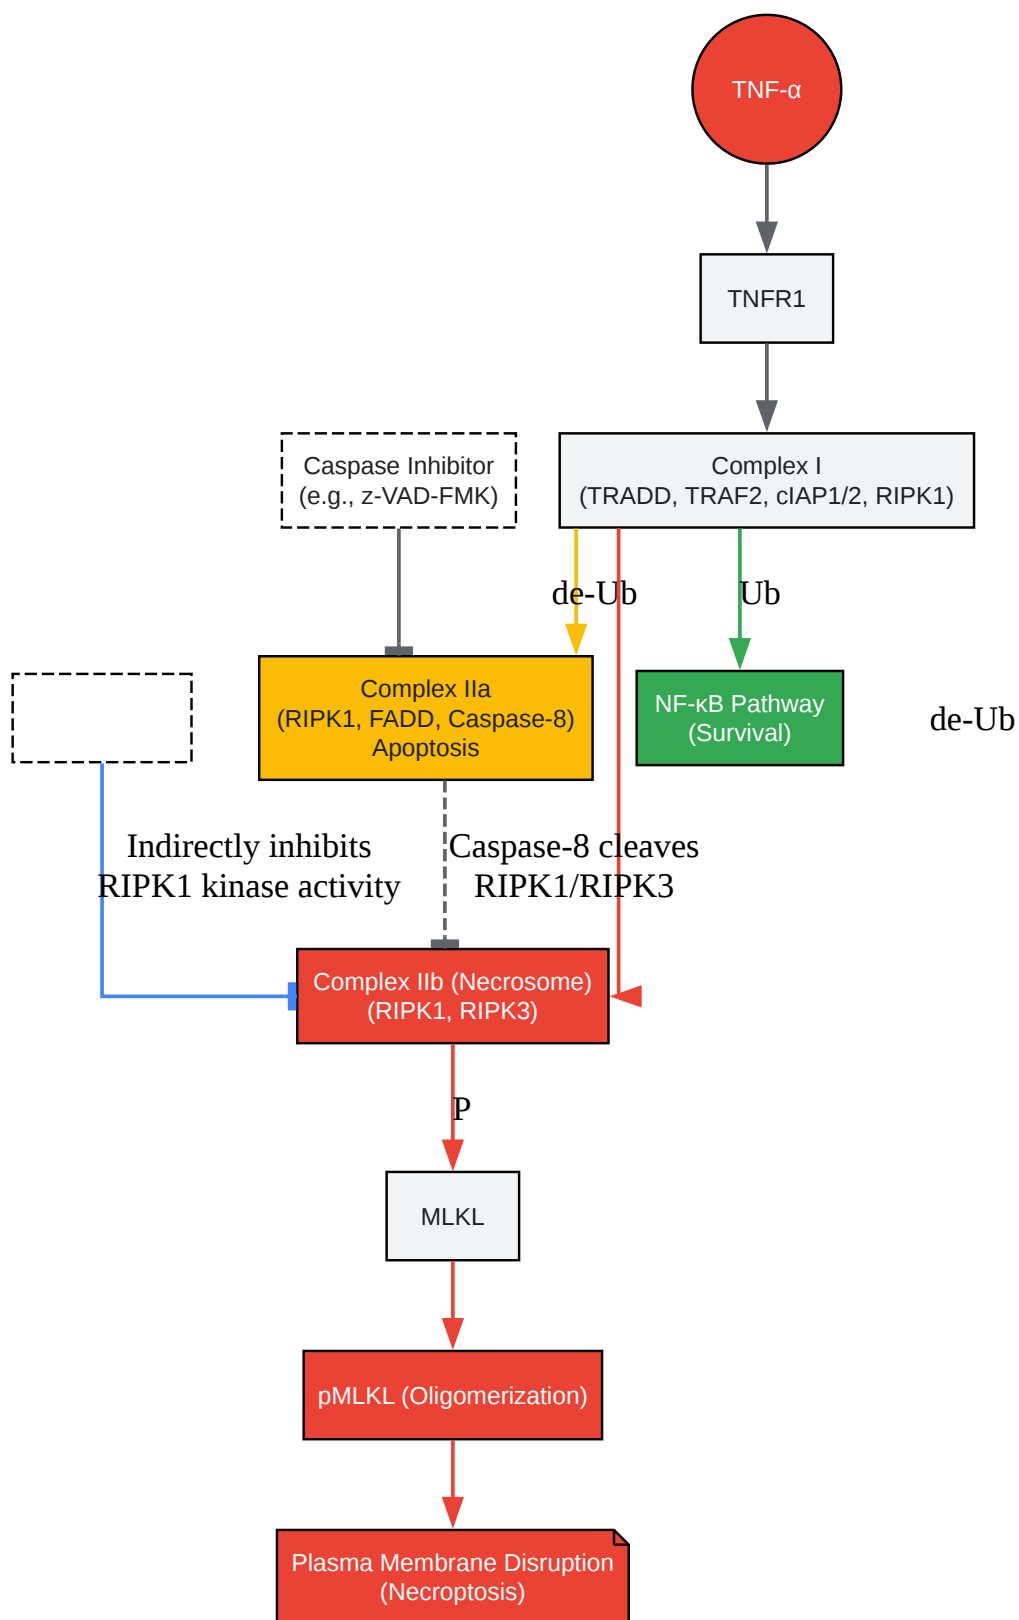 TNF-α
TNFR1
Caspase Inhibitor
(e.g., z-VAD-FMK)
Complex I
(TRADD, TRAF2, cIAP1/2, RIPK1)
de-Ub
Ub
Complex IIa
(RIPK1, FADD, Caspase-8)
Apoptosis
NF-κB Pathway
(Survival)
de-Ub
Indirectly inhibits
RIPK1 kinase activity
Caspase-8 cleaves
RIPK1/RIPK3
Complex IIb (Necrosome)
(RIPK1, RIPK3)
P
MLKL
pMLKL (Oligomerization)
Plasma Membrane Disruption
(Necroptosis)